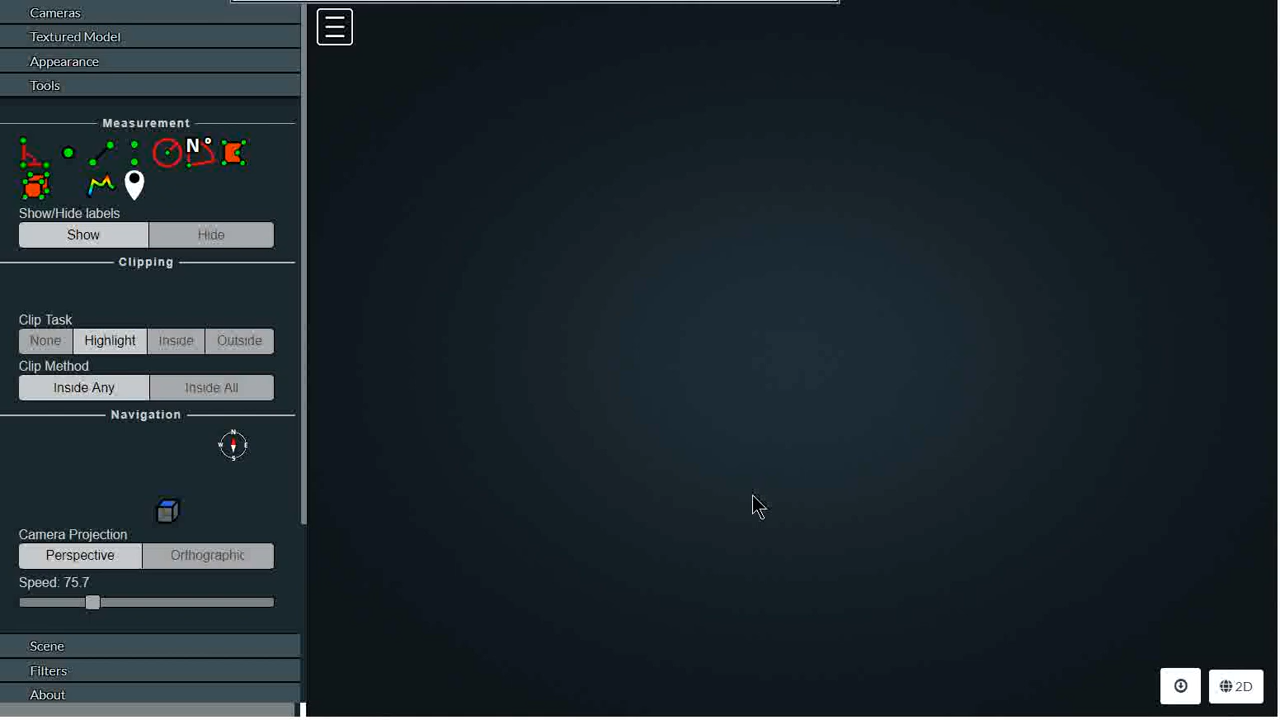 Cameras
Textured Model
Appearance
Tools
Measurement
N °
Show/Hide labels
Show Hide
Clipping
Clip Task
None Highlight Inside Outside
Clip Method
Inside Any Inside All
Navigation
N
W E
S
Camera Projection
Perspective Orthographic
Speed: 75.7
Scene
Filters
About
2D